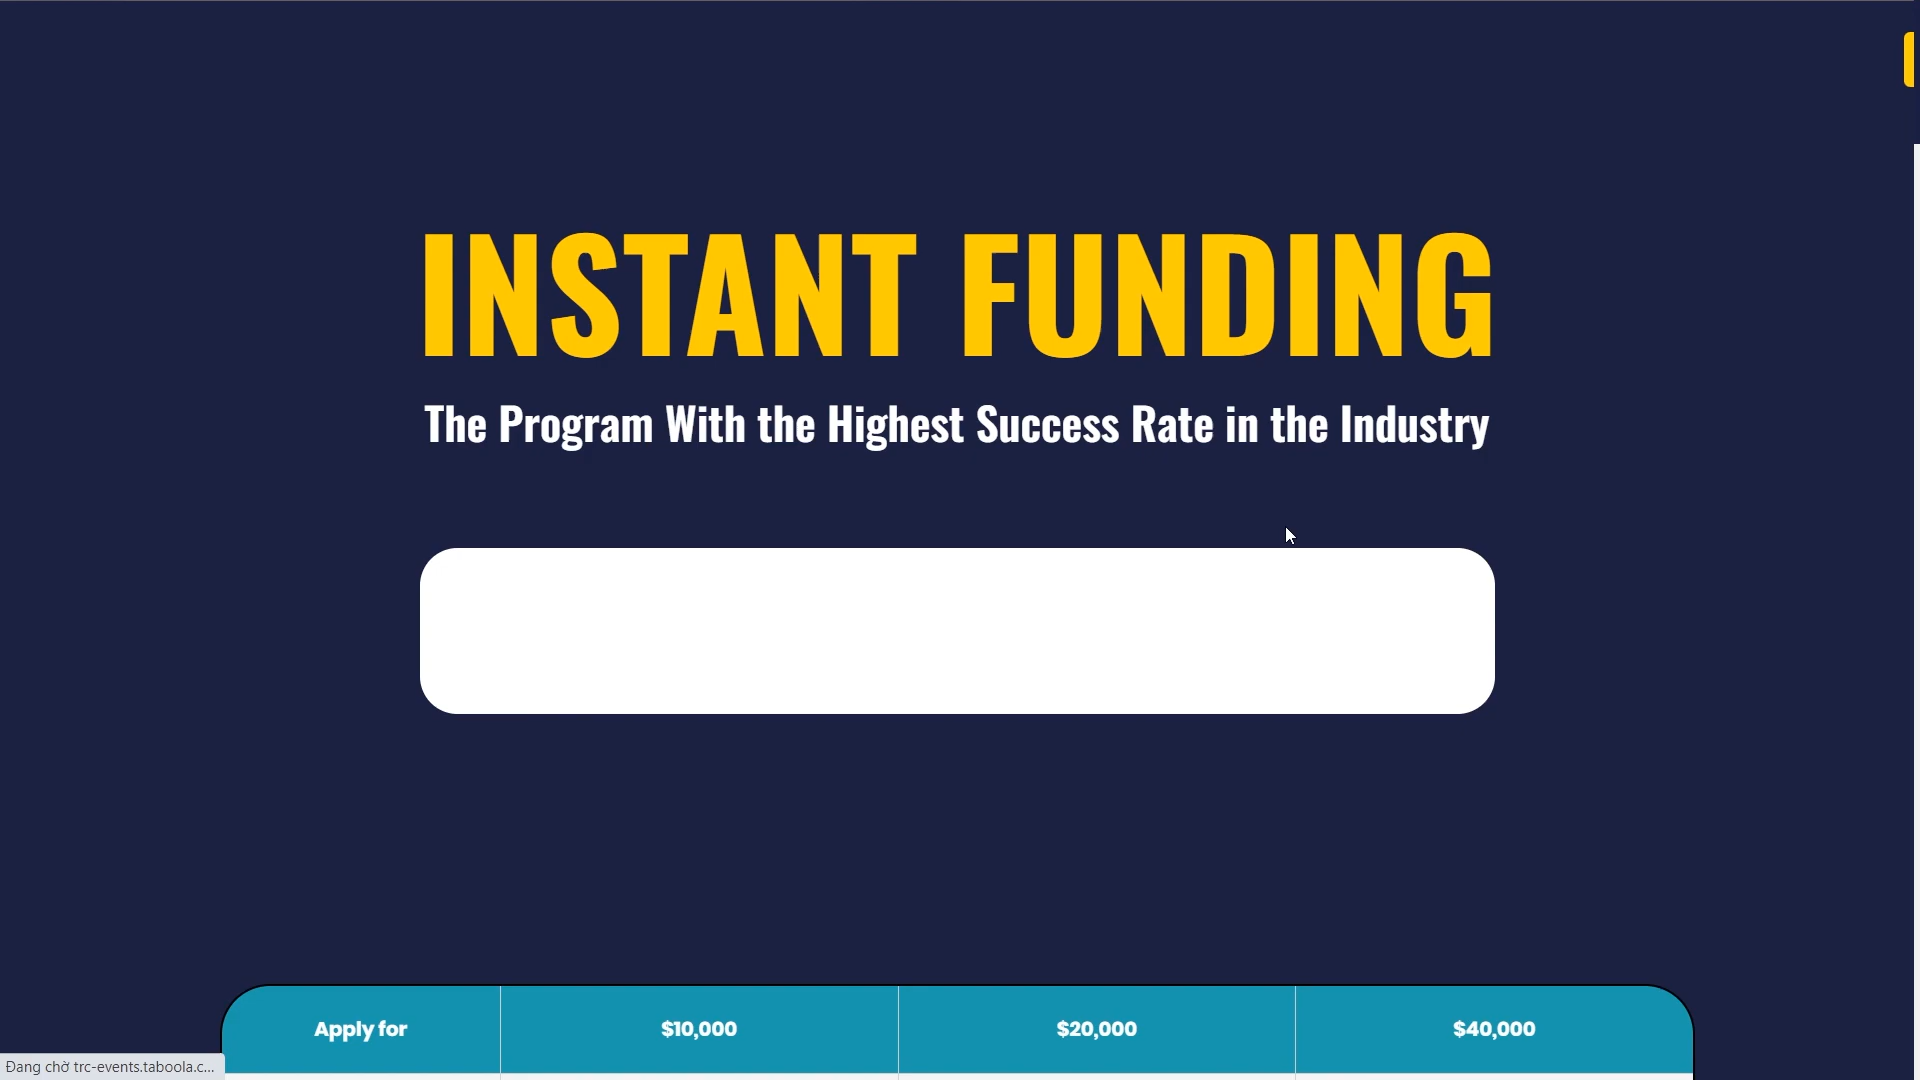 INSTANT FUNDING
The Program With the Highest Success Rate in the Industry
Apply for $10,000 $20,000 $40,000
Đang chờ trc-events.taboola.c...